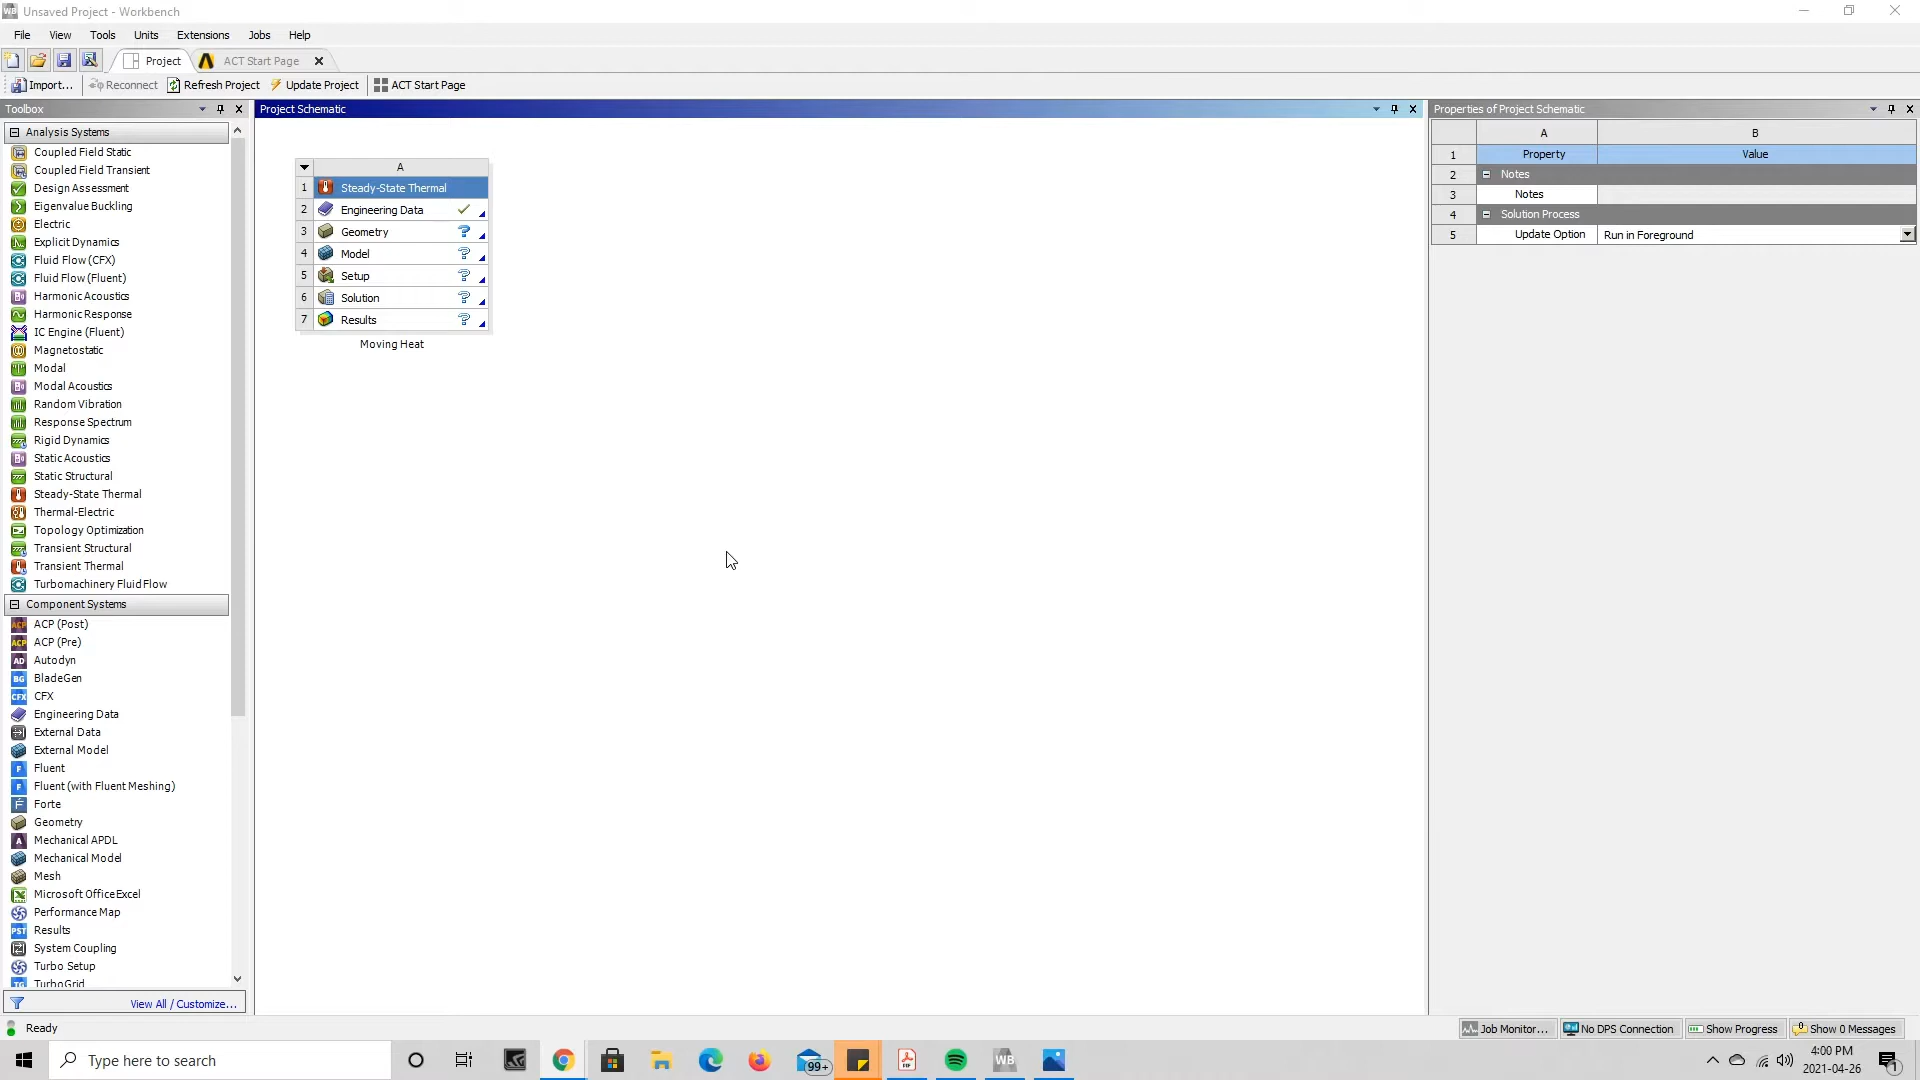 Unsaved Project - Workbench
File View Tools Units Extensions Jobs Help
Project ACT Start Page
Import... Reconnect Refresh Project Update Project ACT Start Page
Toolbox
Analysis Systems
Coupled Field Static
Coupled Field Transient
Design Assessment
Eigenvalue Buckling
Electric
Explicit Dynamics
Fluid Flow (CFX)
Fluid Flow (Fluent)
Harmonic Acoustics
Harmonic Response
IC Engine (Fluent)
Magnetostatic
Modal
Modal Acoustics
Random Vibration
Response Spectrum
Rigid Dynamics
Static Acoustics
Static Structural
Steady-State Thermal
Thermal-Electric
Topology Optimization
Transient Structural
Transient Thermal
Turbomachinery Fluid Flow
Component Systems
ACP (Post)
ACP (Pre)
Autodyn
BladeGen
CFX
Engineering Data
External Data
External Model
Fluent
Fluent (with Fluent Meshing)
Forte
Geometry
Mechanical APDL
Mechanical Model
Mesh
Microsoft Office Excel
Performance Map
Results
System Coupling
Turbo Setup
TurboGrid
View All / Customize...
Project Schematic
A
1 Steady-State Thermal
2 Engineering Data
3 Geometry ?
4 Model ?
5 Setup ?
6 Solution ?
7 Results ?
Moving Heat
Properties of Project Schematic
A B
1 Property Value
2 Notes
3 Notes
4 Solution Process
5 Update Option Run in Foreground
Ready
Job Monitor... No DPS Connection Show Progress Show 0 Messages
Type here to search
99+
WB
4:00 PM
2021-04-26
1